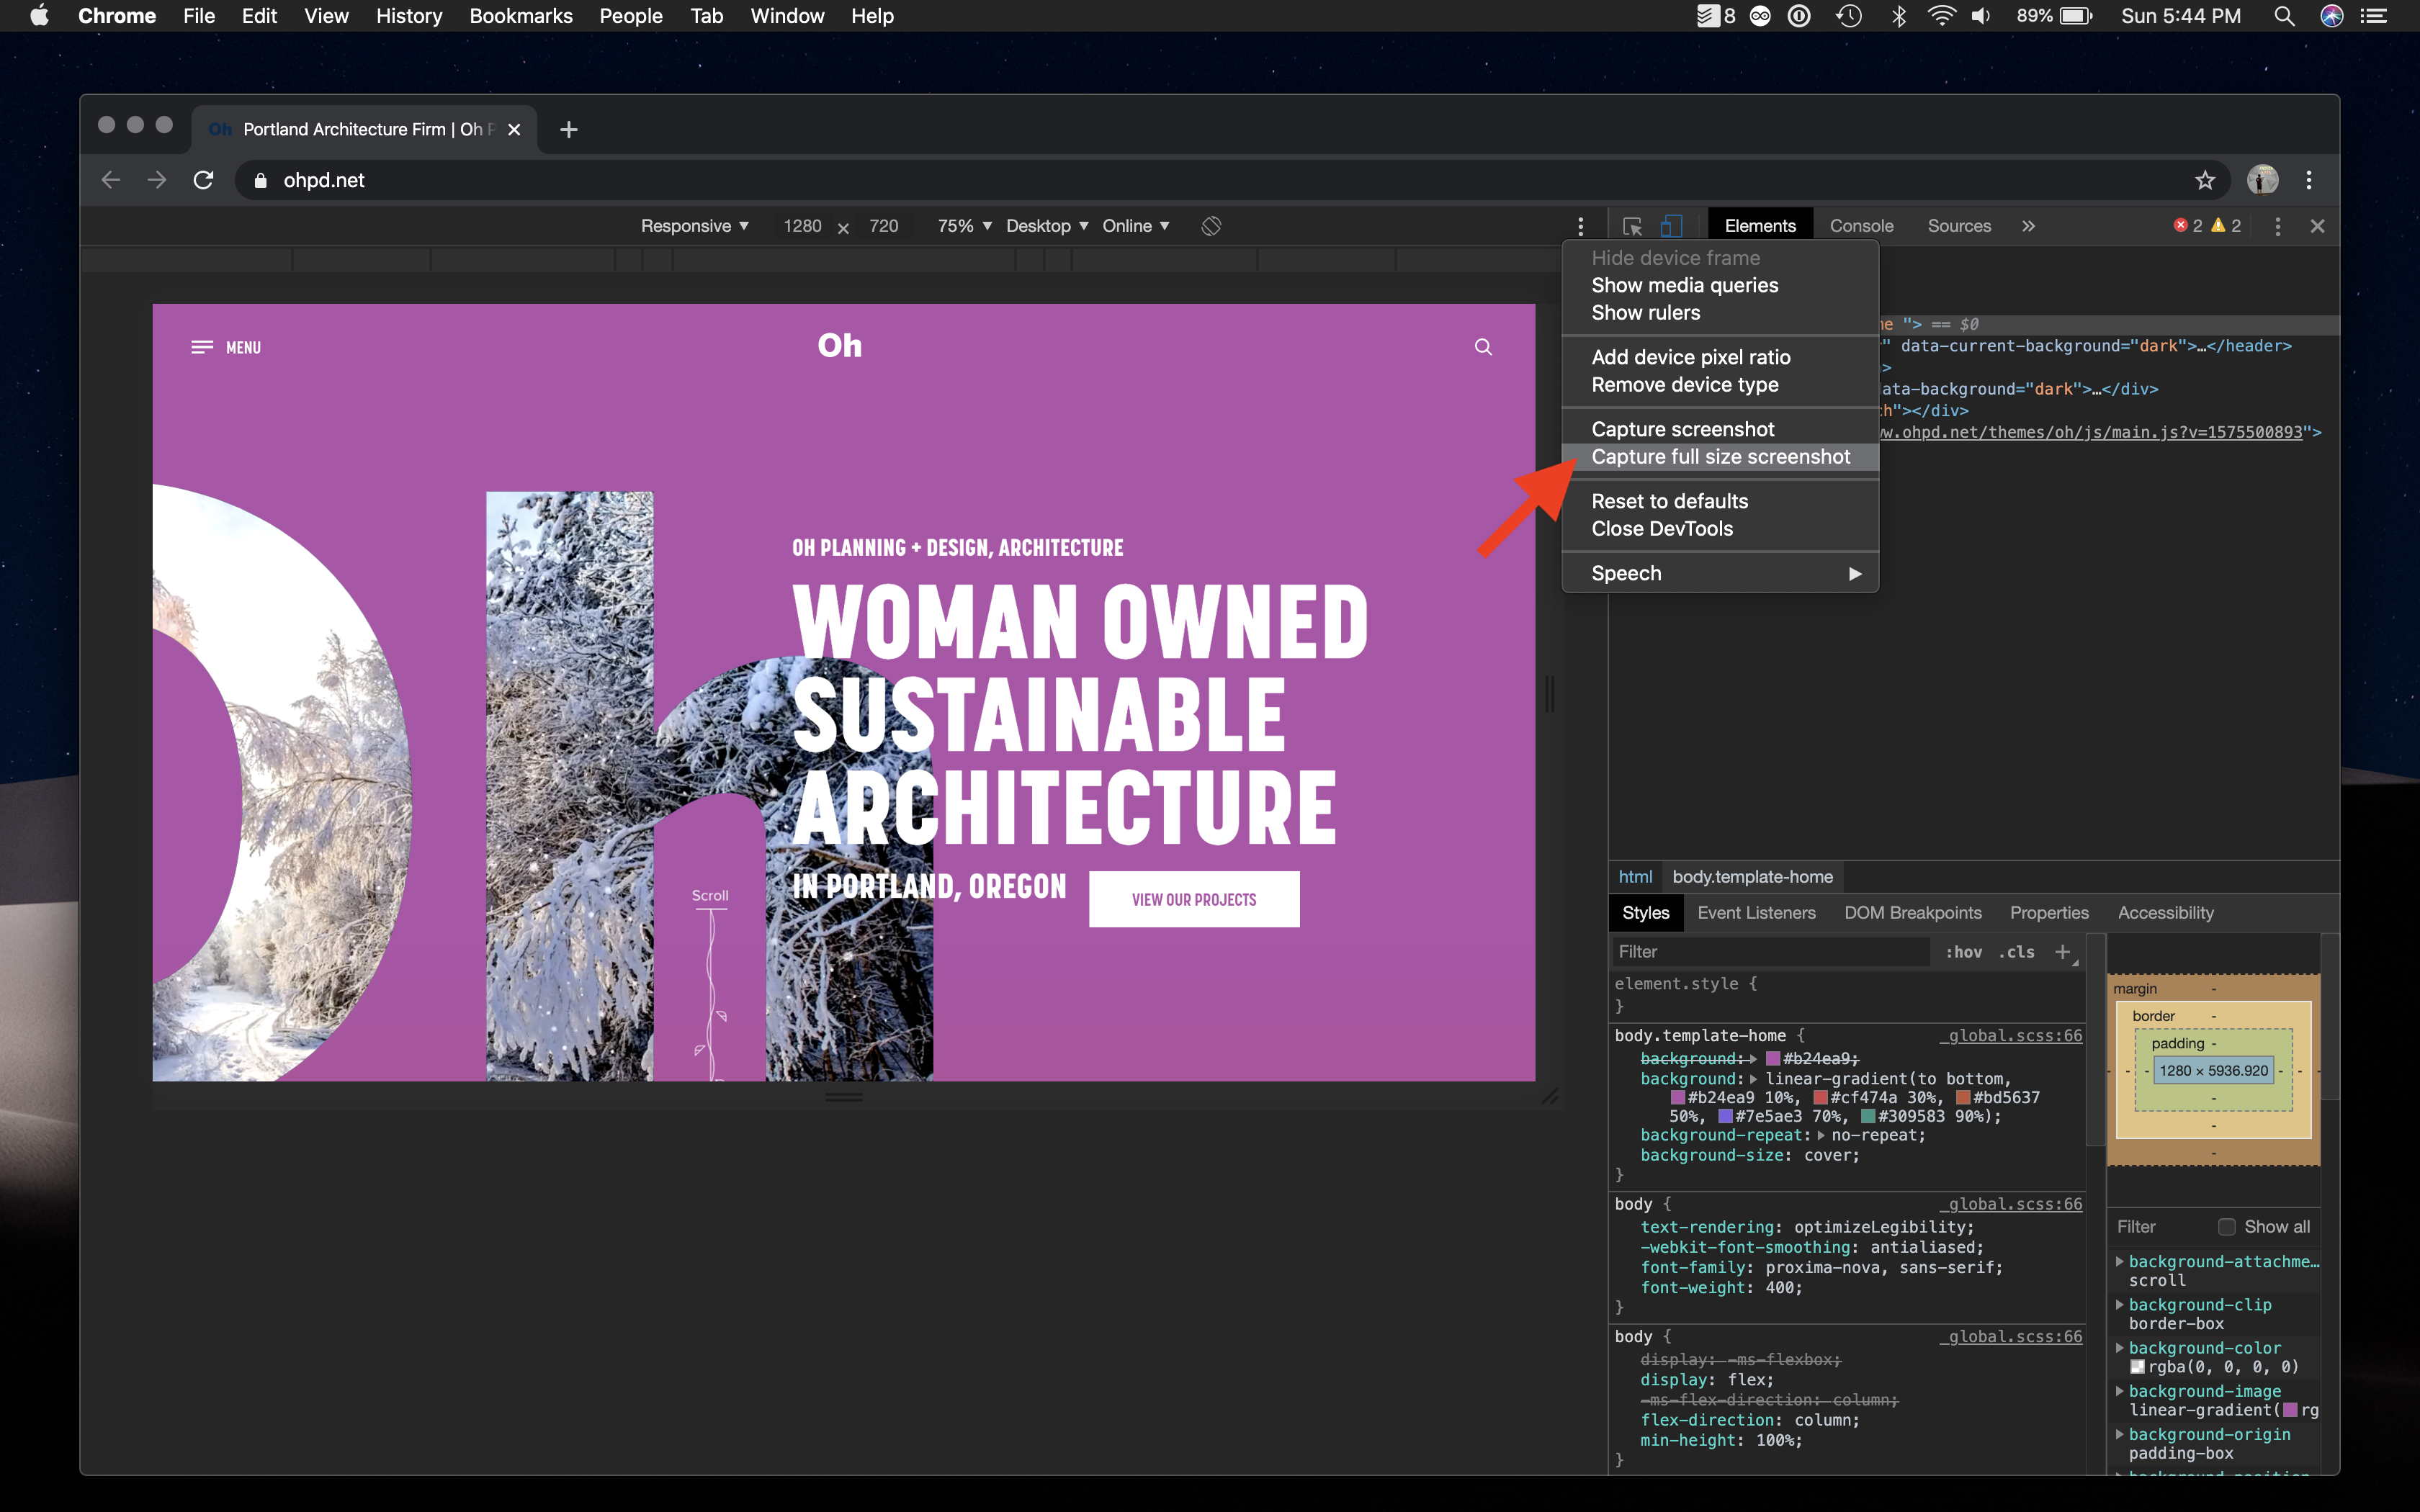 Chrome File Edit View History Bookmarks People Tab Window Help 8 89% Sun 5:44 PM
Oh Portland Architecture Firm | Oh P
ohpd.net
Responsive ▼ 1280 × 720 75% ▼ Desktop ▼ Online ▼
Elements Console Sources » 2 2
Hide device frame
Show media queries
Show rulers
Add device pixel ratio
Remove device type
Capture screenshot
Capture full size screenshot
Reset to defaults
Close DevTools
Speech
me "> == $0
" data-current-background="dark">…</header>
>
data-background="dark">…</div>
ch"></div>
ww.ohpd.net/themes/oh/js/main.js?v=1575500893">
MENU
Oh
Oh
OH PLANNING + DESIGN, ARCHITECTURE
WOMAN OWNED
SUSTAINABLE
ARCHITECTURE
IN PORTLAND, OREGON
VIEW OUR PROJECTS
Scroll
html body.template-home
Styles Event Listeners DOM Breakpoints Properties Accessibility
Filter :hov .cls +
element.style {
}
body.template-home { _global.scss:66
background: #b24ea9;
background: linear-gradient(to bottom,
#b24ea9 10%, #cf474a 30%, #bd5637
50%, #7e5ae3 70%, #309583 90%);
background-repeat: no-repeat;
background-size: cover;
}
body { _global.scss:66
text-rendering: optimizeLegibility;
-webkit-font-smoothing: antialiased;
font-family: proxima-nova, sans-serif;
font-weight: 400;
}
body { _global.scss:66
display: -ms-flexbox;
display: flex;
-ms-flex-direction: column;
flex-direction: column;
min-height: 100%;
}
margin -
border -
padding -
- - - 1280 × 5936.920 - - -
-
-
-
Filter Show all
background-attachme…
scroll
background-clip
border-box
background-color
rgba(0, 0, 0, 0)
background-image
linear-gradient( rg
background-origin
padding-box